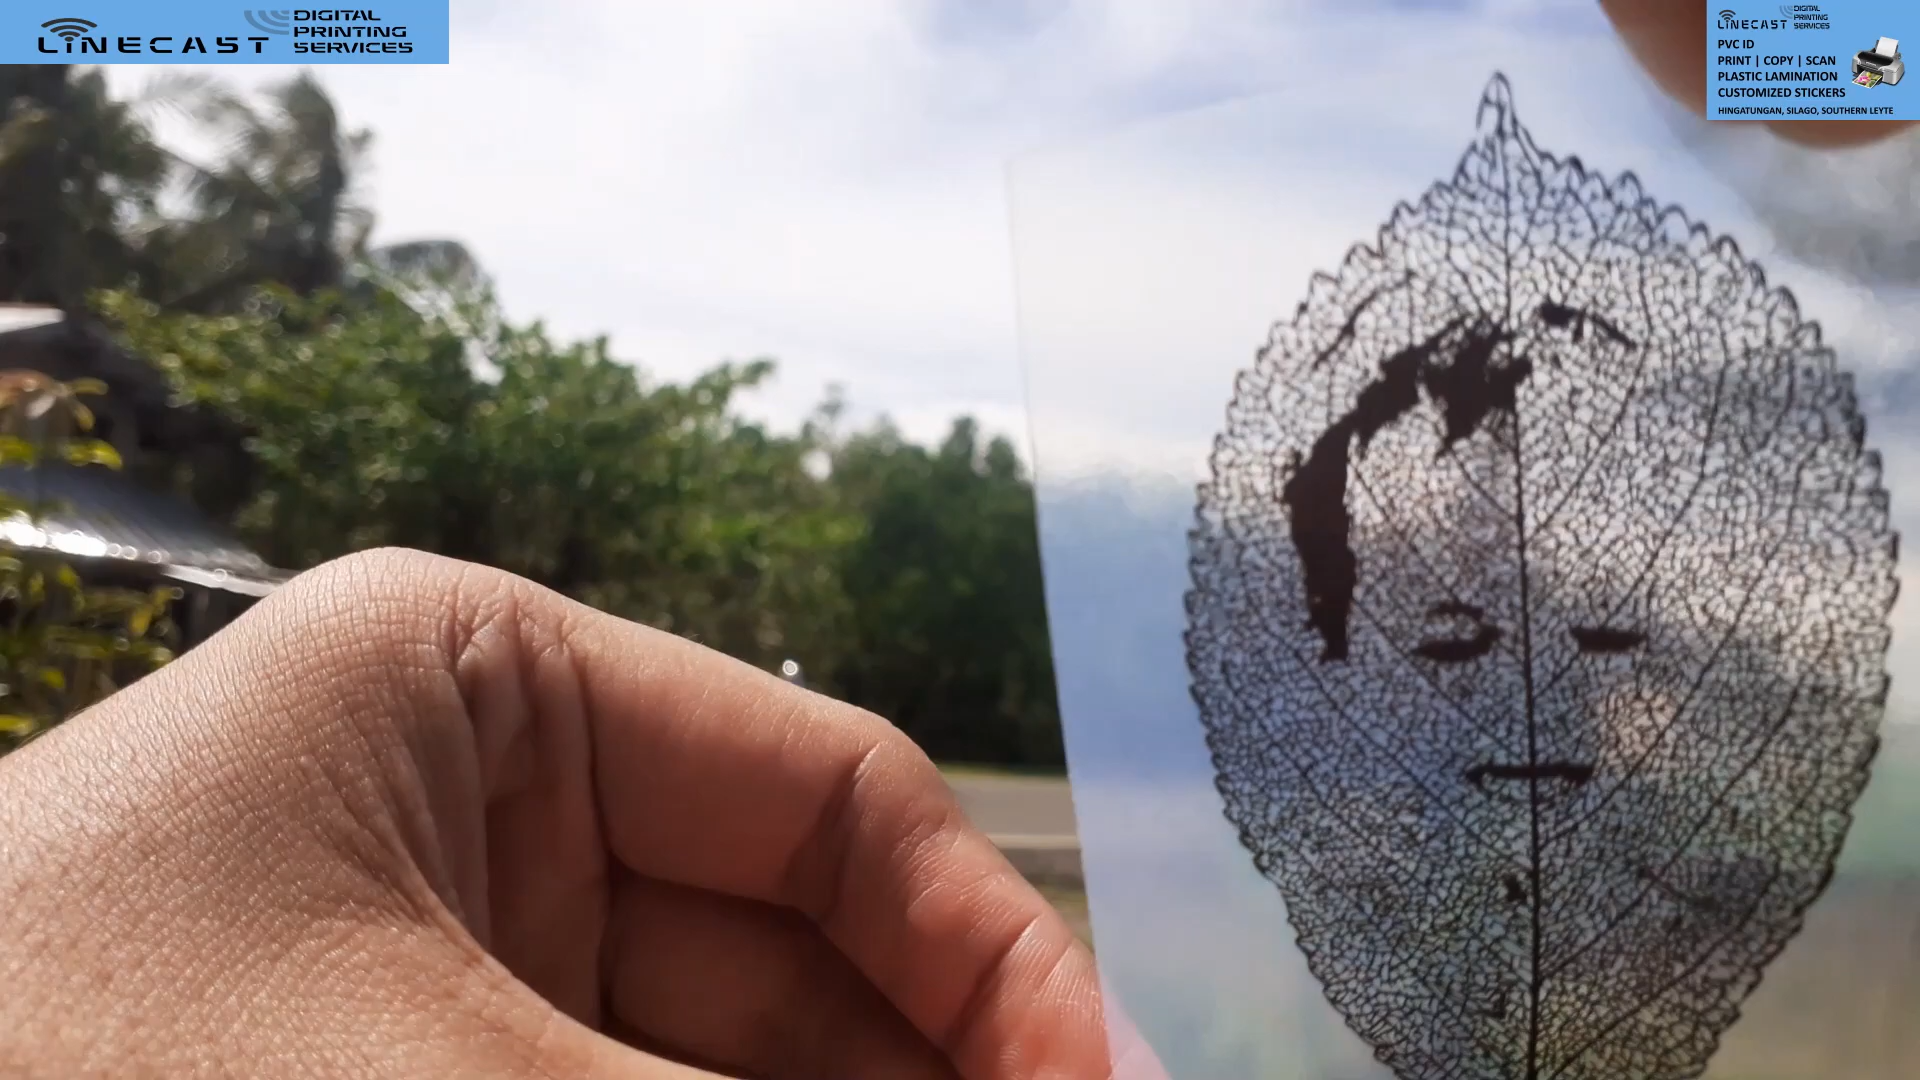 LINECAST
DIGITAL
PRINTING
SERVICES
LINECAST
DIGITAL
PRINTING
SERVICES
PVC ID
PRINT | COPY | SCAN
PLASTIC LAMINATION
CUSTOMIZED STICKERS
HINGATUNGAN, SILAGO, SOUTHERN LEYTE